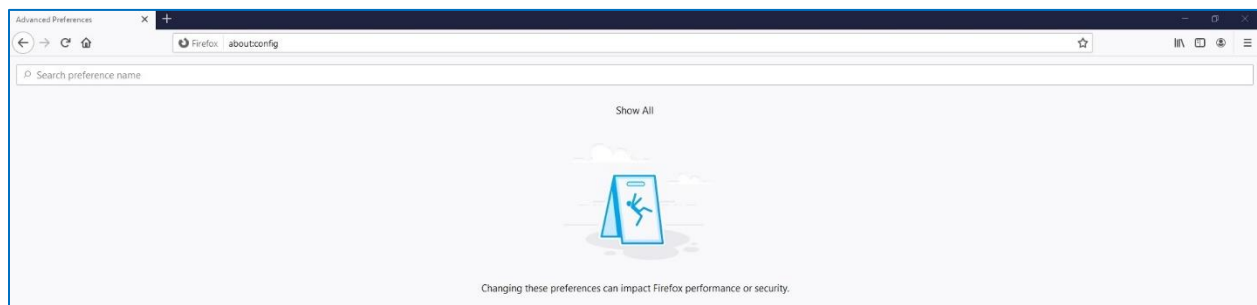 Advanced Preferences
Firefox about:config
Search preference name
Show All
Changing these preferences can impact Firefox performance or security.